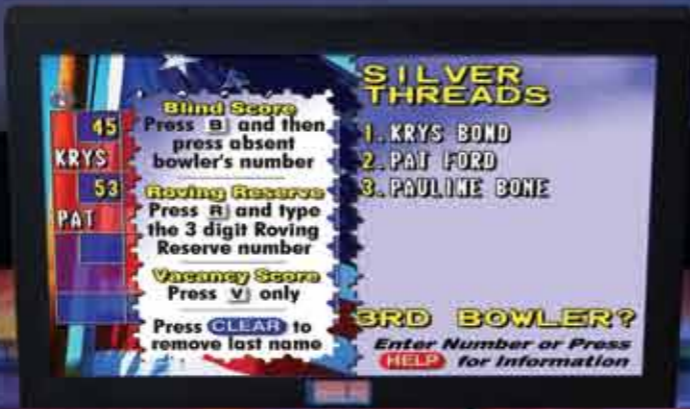 45
KRYS
53
PAT
Blind Score
Press B and then
press absent
bowler's number
Roving Reserve
Press R and type
the 3 digit Roving
Reserve number
Vacancy Score
Press V only
Press CLEAR to
remove last name
SILVER
THREADS
1. KRYS BOND
2. PAT FORD
3. PAULINE BONE
3RD BOWLER?
Enter Number or Press
HELP for Information